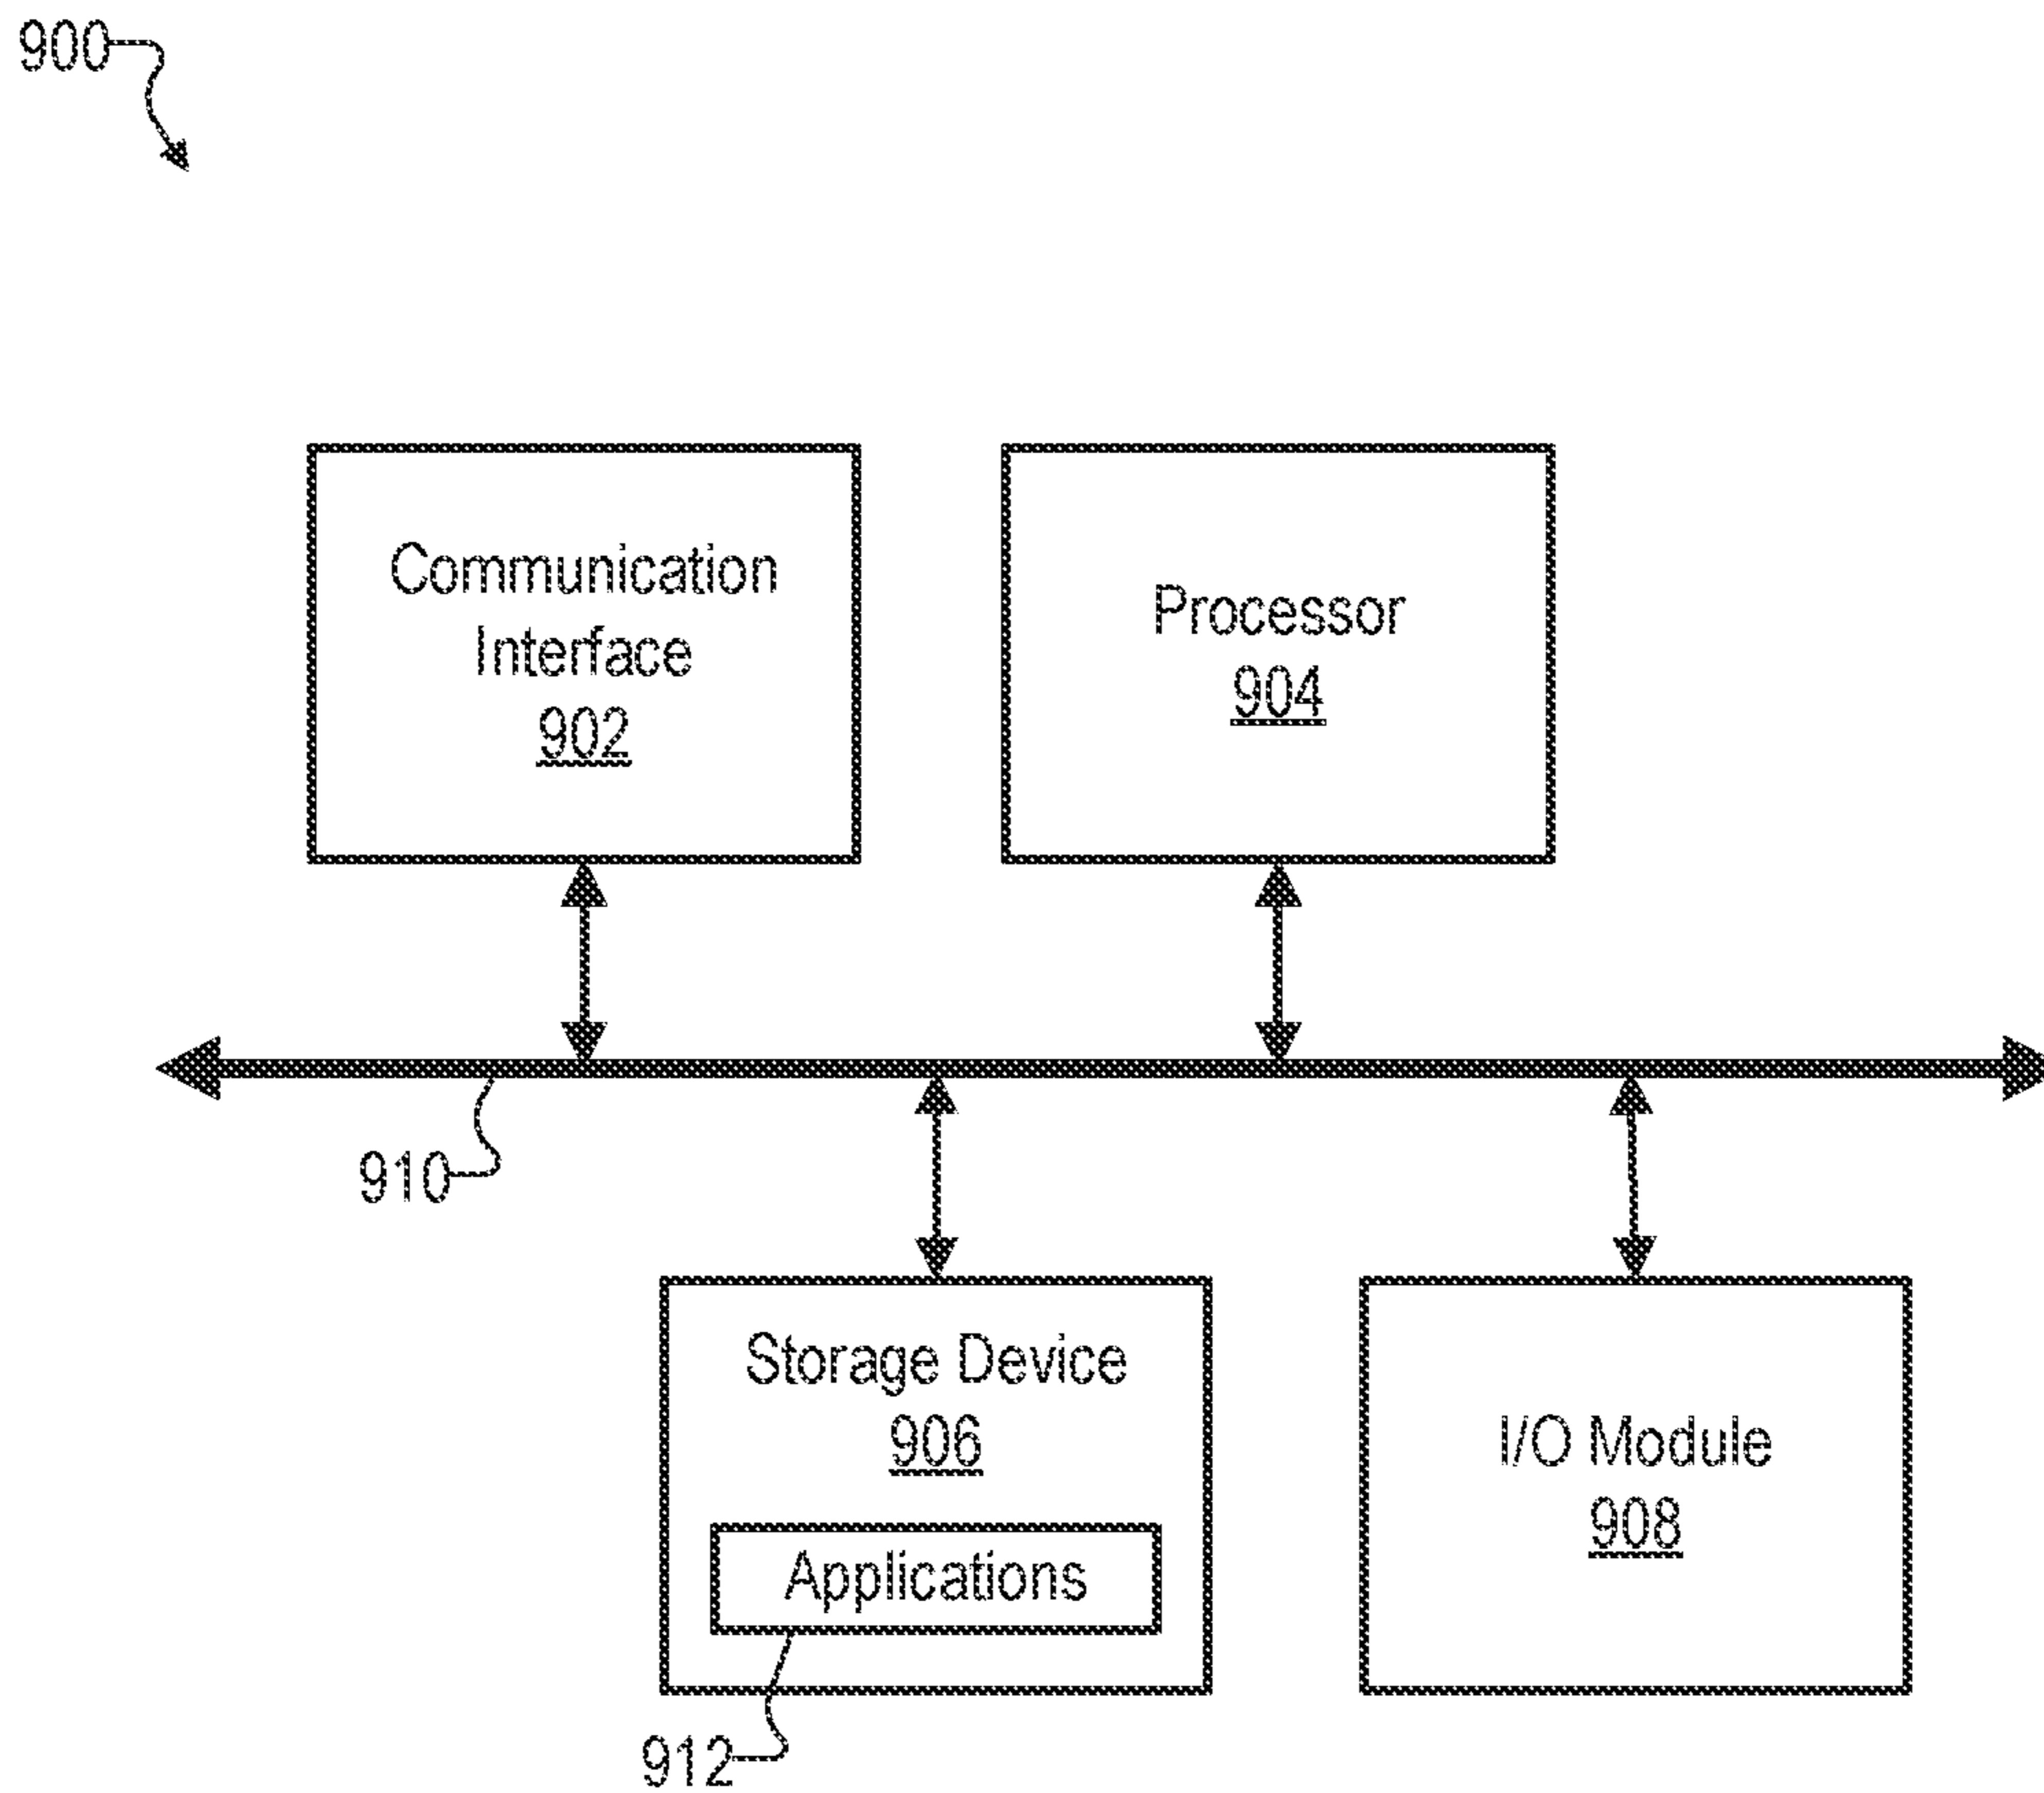 900
Communication
Interface
902
Processor
904
910
Storage Device
906
Applications
912
I/O Module
908